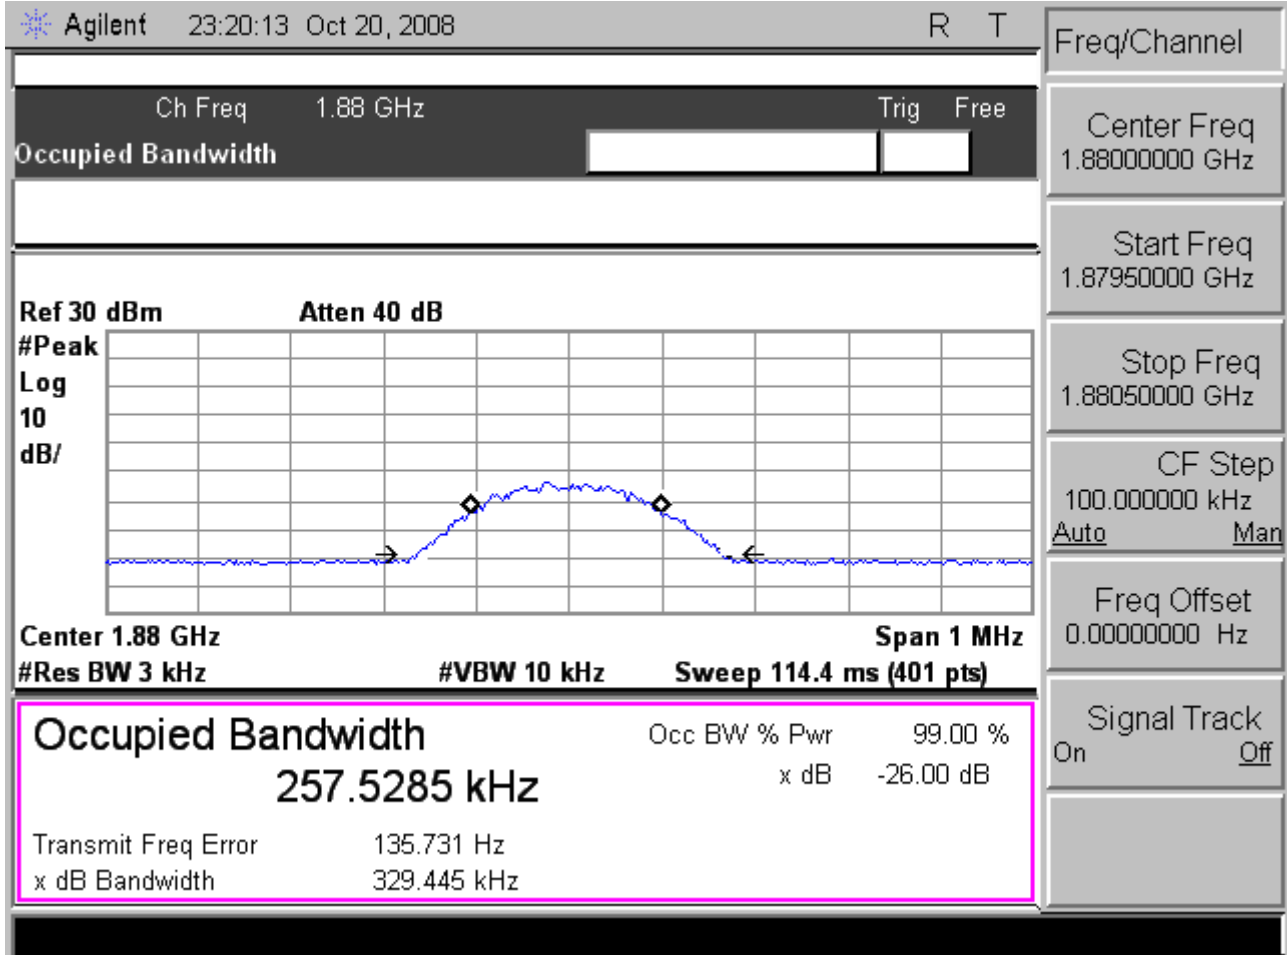 Agilent 23:20:13 Oct 20, 2008 R T
Freq/Channel
Ch Freq 1.88 GHz Trig Free
Occupied Bandwidth
Center Freq
1.88000000 GHz
Start Freq
1.87950000 GHz
Stop Freq
1.88050000 GHz
CF Step
100.000000 kHz
Auto Man
Freq Offset
0.00000000 Hz
Signal Track
On Off
Ref 30 dBm Atten 40 dB
#Peak
Log
10
dB/
Center 1.88 GHz Span 1 MHz
#Res BW 3 kHz #VBW 10 kHz Sweep 114.4 ms (401 pts)
Occupied Bandwidth
257.5285 kHz
Occ BW % Pwr 99.00 %
x dB -26.00 dB
Transmit Freq Error 135.731 Hz
x dB Bandwidth 329.445 kHz